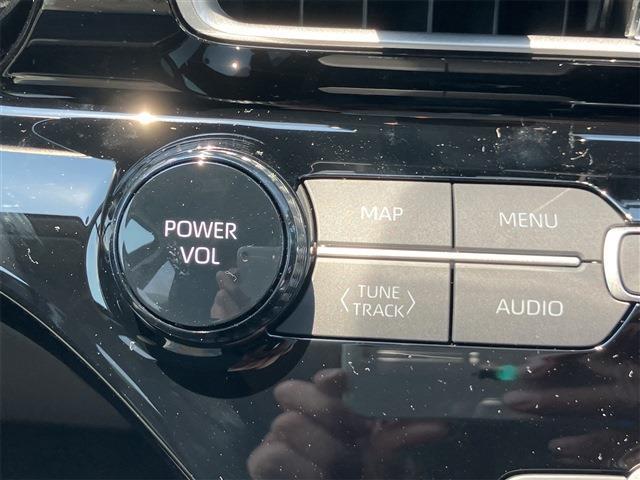 POWER
VOL
MAP
MENU
〈 TUNE
TRACK 〉
AUDIO